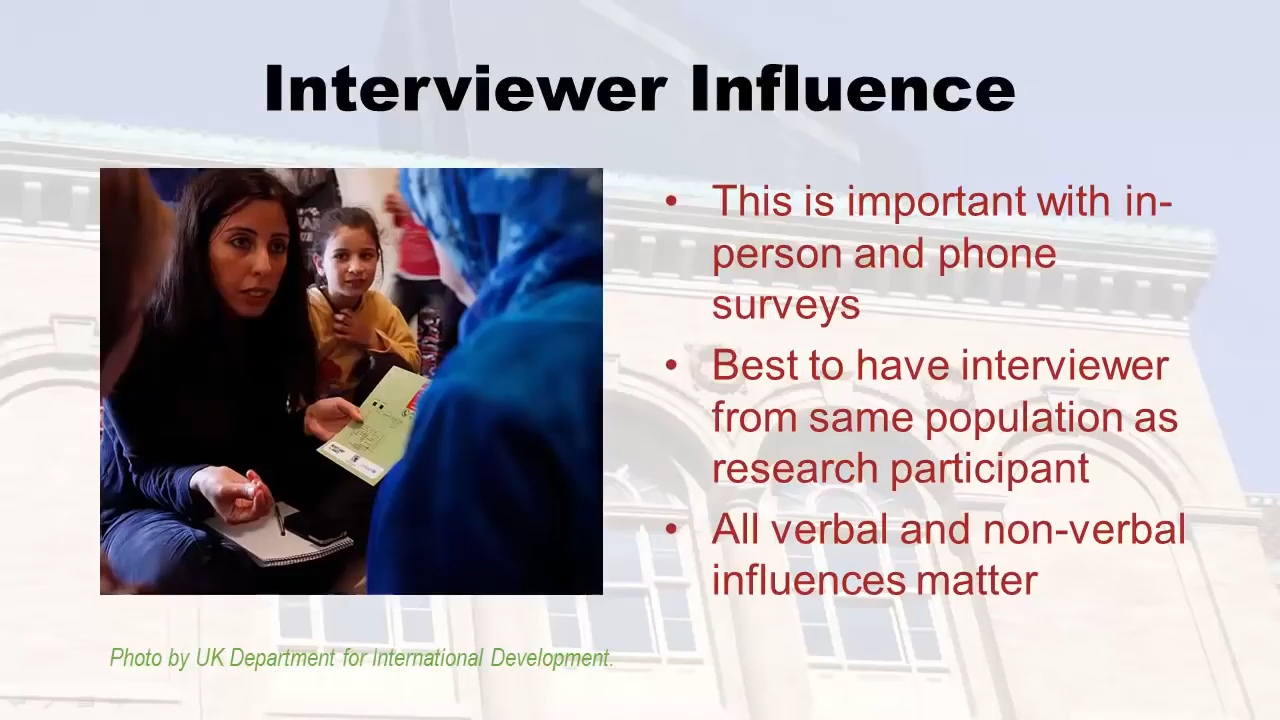 Interviewer Influence
• This is important with in-
person and phone
surveys
• Best to have interviewer
from same population as
research participant
• All verbal and non-verbal
influences matter
Photo by UK Department for International Development.